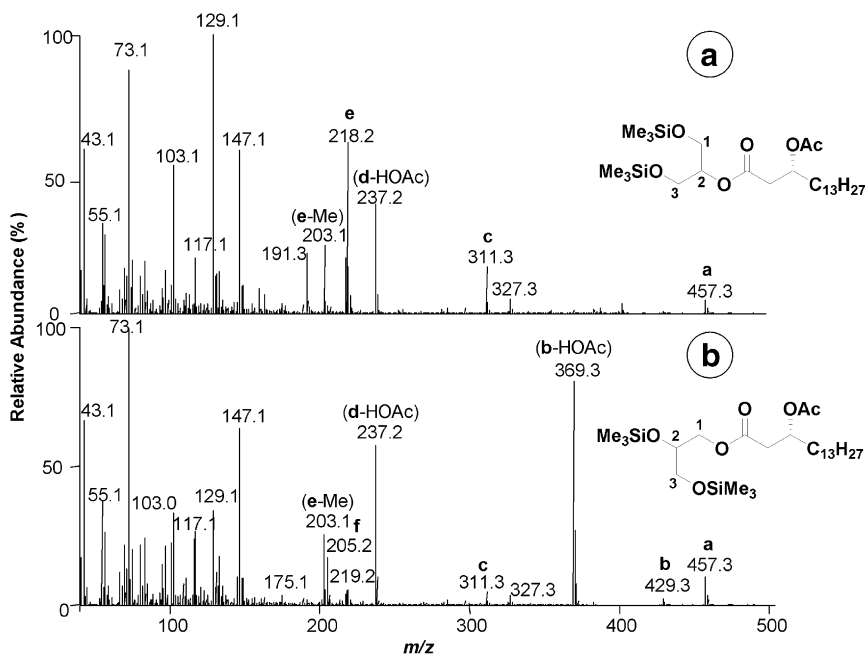 Relative Abundance (%)
100
50
0
43.1
55.1
73.1
103.1
117.1
129.1
147.1
191.3
(e-Me)
203.1
e
218.2
(d-HOAc)
237.2
c
311.3
327.3
a
457.3
a
Me3SiO
1
Me3SiO
3
2
O
O
OAc
C13H27
100
50
0
43.1
55.1
73.1
103.0
117.1
129.1
147.1
175.1
(e-Me)
203.1
f
205.2
219.2
(d-HOAc)
237.2
c
311.3
327.3
(b-HOAc)
369.3
b
429.3
a
457.3
b
Me3SiO
2
1
3
OSiMe3
O
O
OAc
C13H27
100
200
300
400
500
m/z